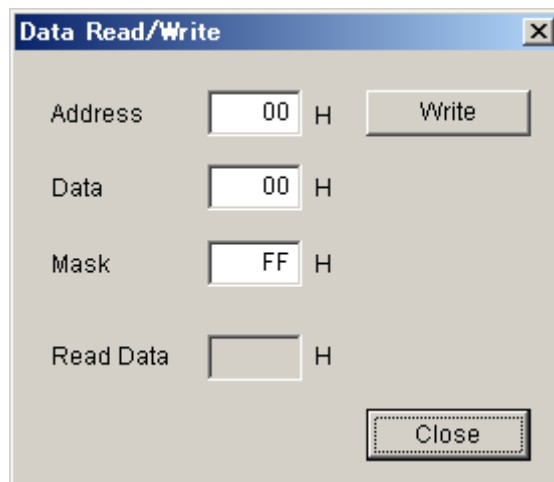 Data Read/Write
Address 00 H Write
Data 00 H
Mask FF H
Read Data H
Close